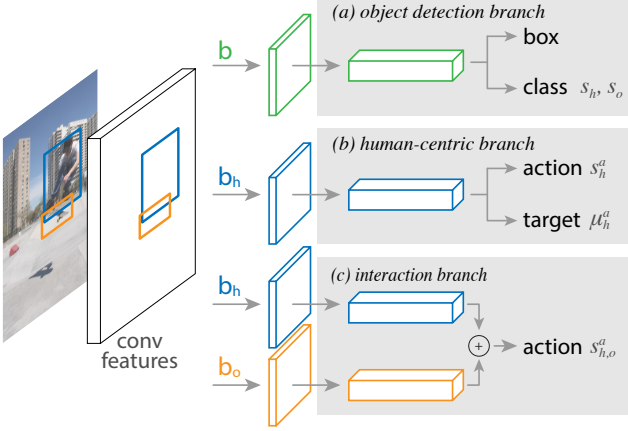 (a) object detection branch
b
box
class s_h, s_o
(b) human-centric branch
b_h
action s_h^a
target μ_h^a
(c) interaction branch
b_h
+
action s_{h,o}^a
b_o
conv
features